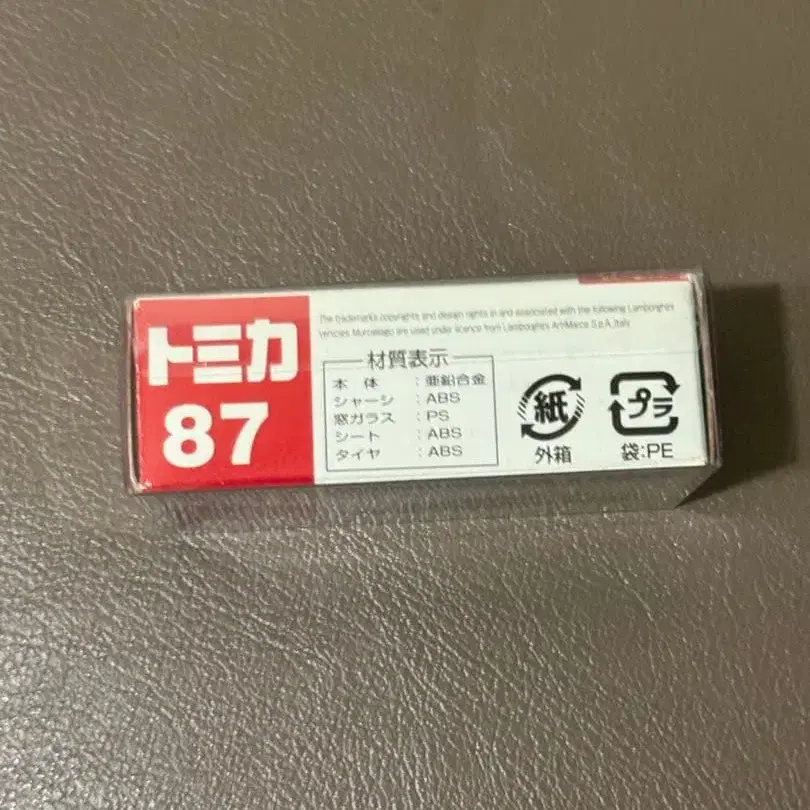 トミカ
87
The trademarks copyrights and design rights in and associated with the following Lamborghini
vehicles Murcielago are used under licence from Lamborghini ArtiMarca S.p.A, Italy
材質表示
本体 : 亜鉛合金
シャーシ : ABS
窓ガラス : PS
シート : ABS
タイヤ : ABS
紙
外箱
プラ
袋:PE